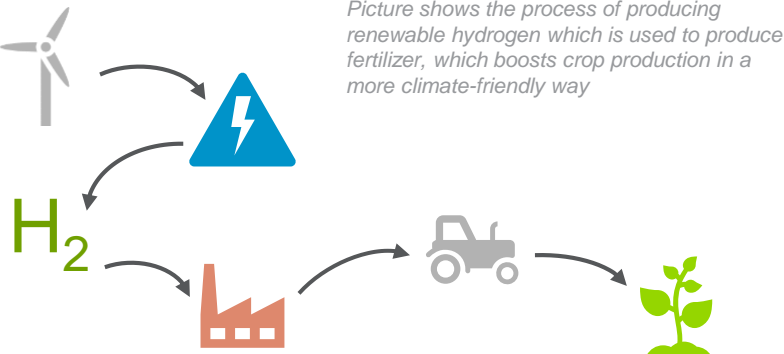 Picture shows the process of producing
renewable hydrogen which is used to produce
fertilizer, which boosts crop production in a
more climate-friendly way
H2